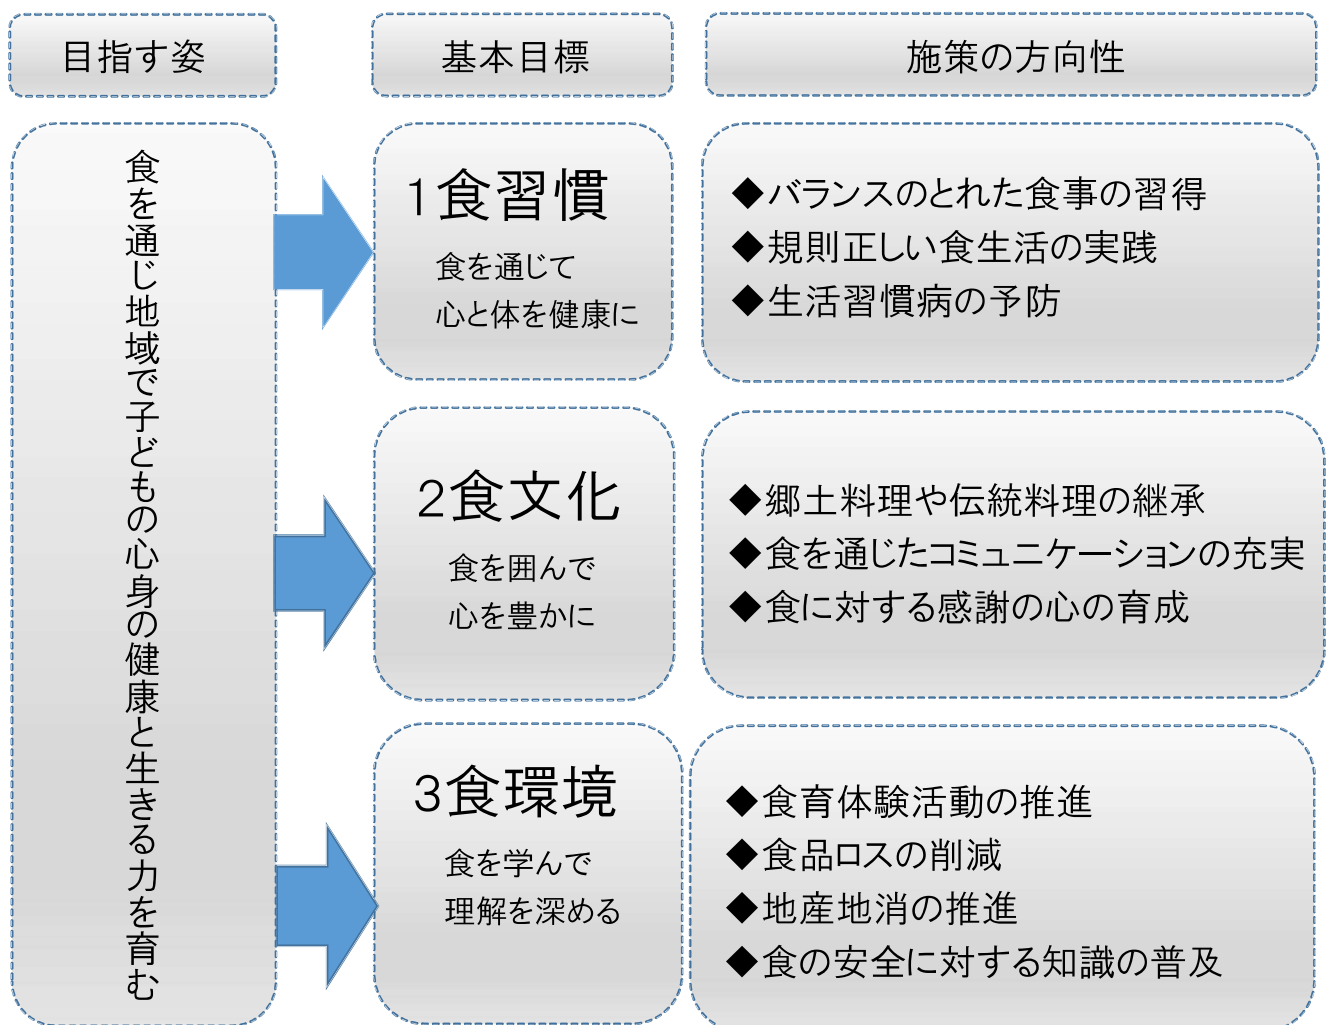 目指す姿
基本目標
施策の方向性
食を通じ地域で子どもの心身の健康と生きる力を育む
1食習慣
食を通じて
心と体を健康に
◆バランスのとれた食事の習得
◆規則正しい食生活の実践
◆生活習慣病の予防
2食文化
食を囲んで
心を豊かに
◆郷土料理や伝統料理の継承
◆食を通じたコミュニケーションの充実
◆食に対する感謝の心の育成
3食環境
食を学んで
理解を深める
◆食育体験活動の推進
◆食品ロスの削減
◆地産地消の推進
◆食の安全に対する知識の普及